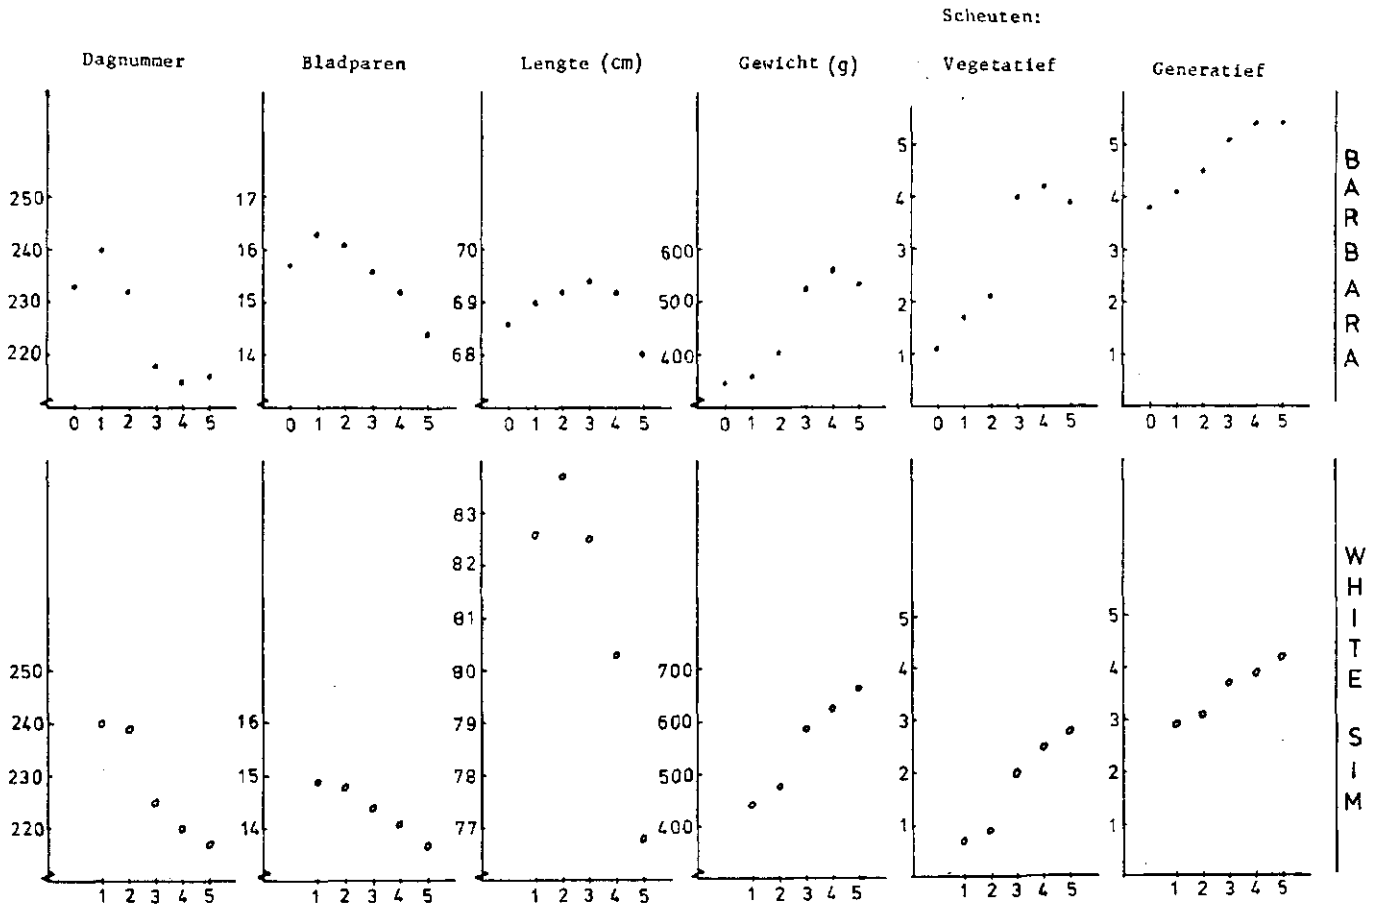 Scheuten:
Dagnummer Bladparen Lengte (cm) Gewicht (g) Vegetatief Generatief
250 240 230 220
0 1 2 3 4 5
17 16 15 14
0 1 2 3 4 5
70 69 68
0 1 2 3 4 5
600 500 400
0 1 2 3 4 5
5 4 3 2 1
0 1 2 3 4 5
5 4 3 2 1
0 1 2 3 4 5
BARBARA
250 240 230 220
1 2 3 4 5
16 15 14
1 2 3 4 5
83 82 81 80 79 78 77
1 2 3 4 5
700 600 500 400
1 2 3 4 5
5 4 3 2 1
1 2 3 4 5
5 4 3 2 1
1 2 3 4 5
WHITE SIM